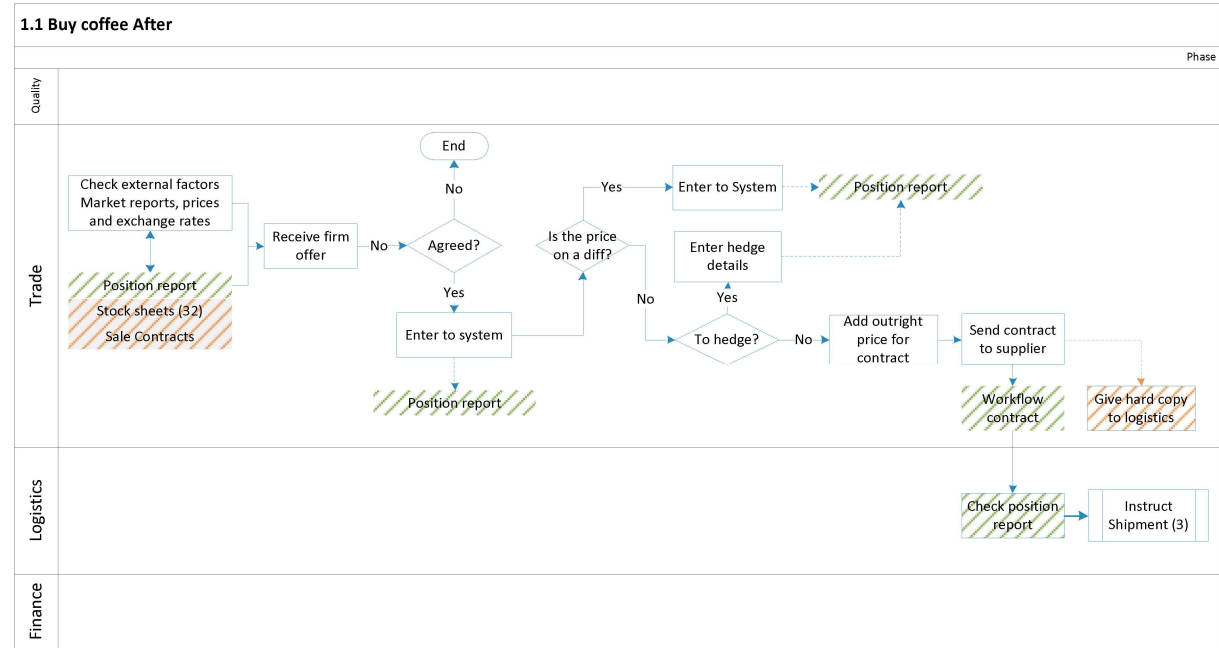 1.1 Buy coffee After
Phase
Quality
Trade
Check external factors
Market reports, prices
and exchange rates
Position report
Stock sheets (32)
Sale Contracts
Receive firm
offer
No
Agreed?
No
End
Yes
Enter to system
Position report
Is the price
on a diff?
Yes
Enter to System
Position report
No
To hedge?
Yes
Enter hedge
details
No
Add outright
price for
contract
Send contract
to supplier
Workflow
contract
Give hard copy
to logistics
Logistics
Check position
report
Instruct
Shipment (3)
Finance